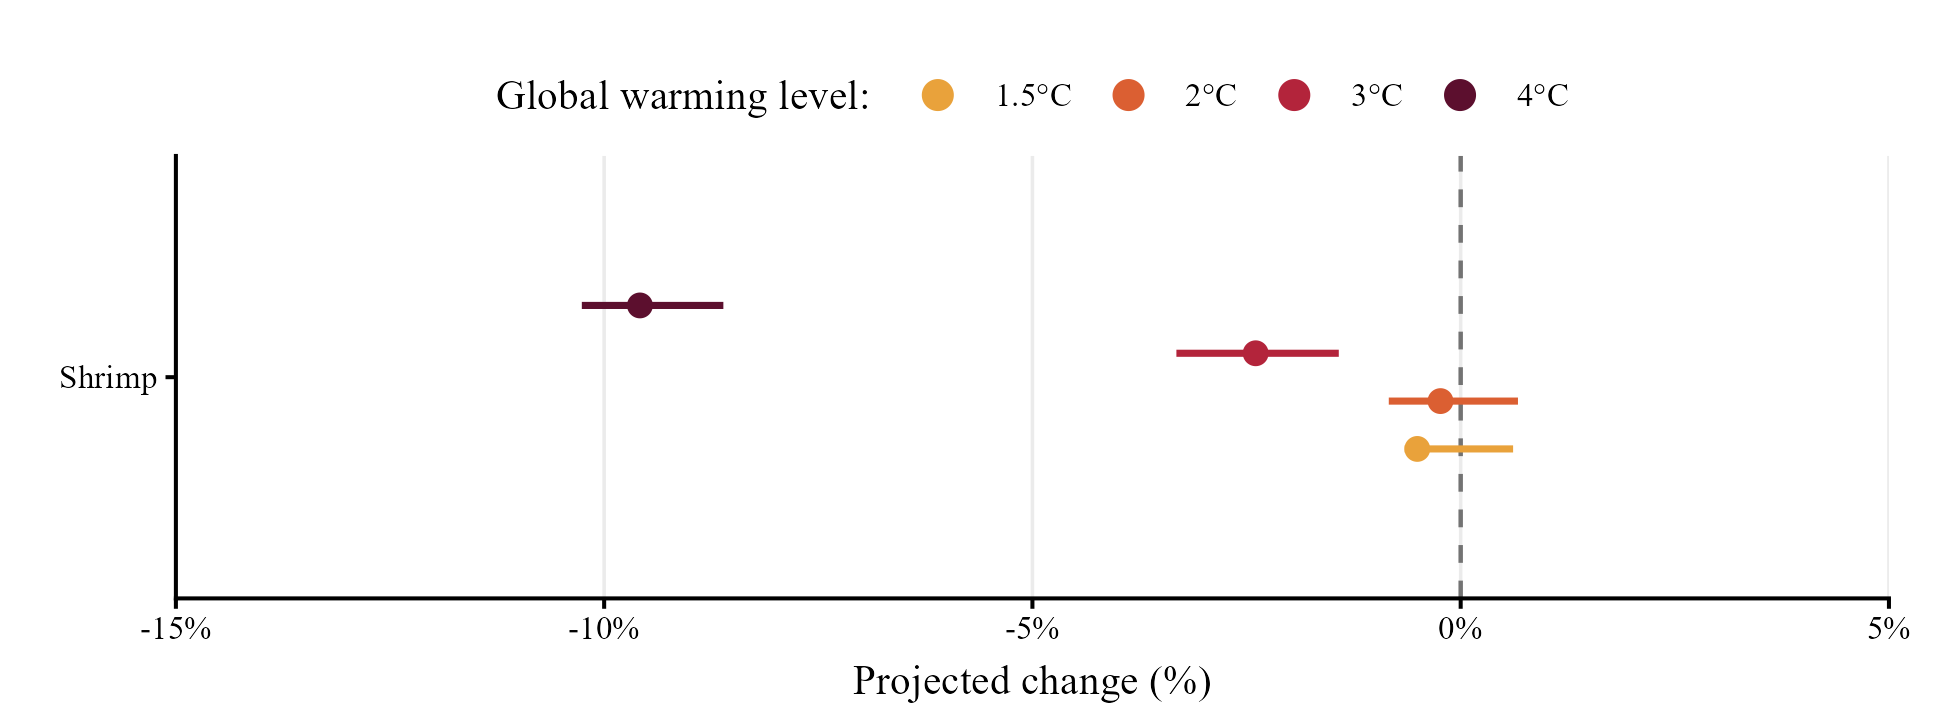 Global warming level: 1.5°C 2°C 3°C 4°C
Shrimp
-15% -10% -5% 0% 5%
Projected change (%)